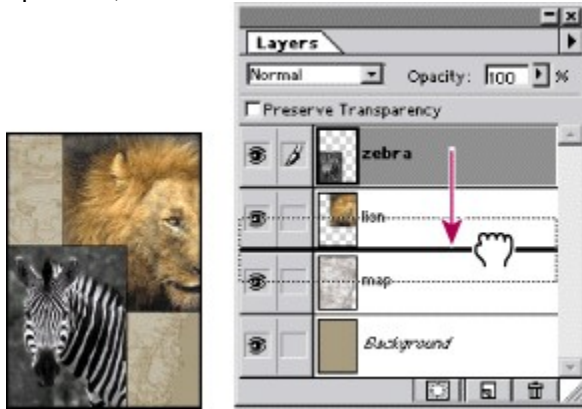 Layers
Normal Opacity: 100 %
Preserve Transparency
zebra
lion
map
Background